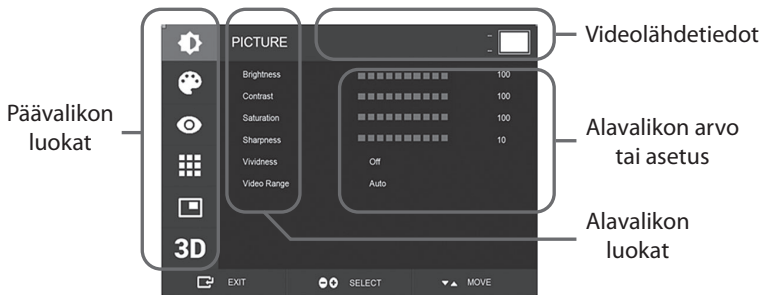 Videolähdetiedot
PICTURE
Brightness 100
Contrast 100
Saturation 100
Sharpness 10
Vividness Off
Video Range Auto
3D
EXIT SELECT MOVE
Päävalikon
luokat
Alavalikon arvo
tai asetus
Alavalikon
luokat